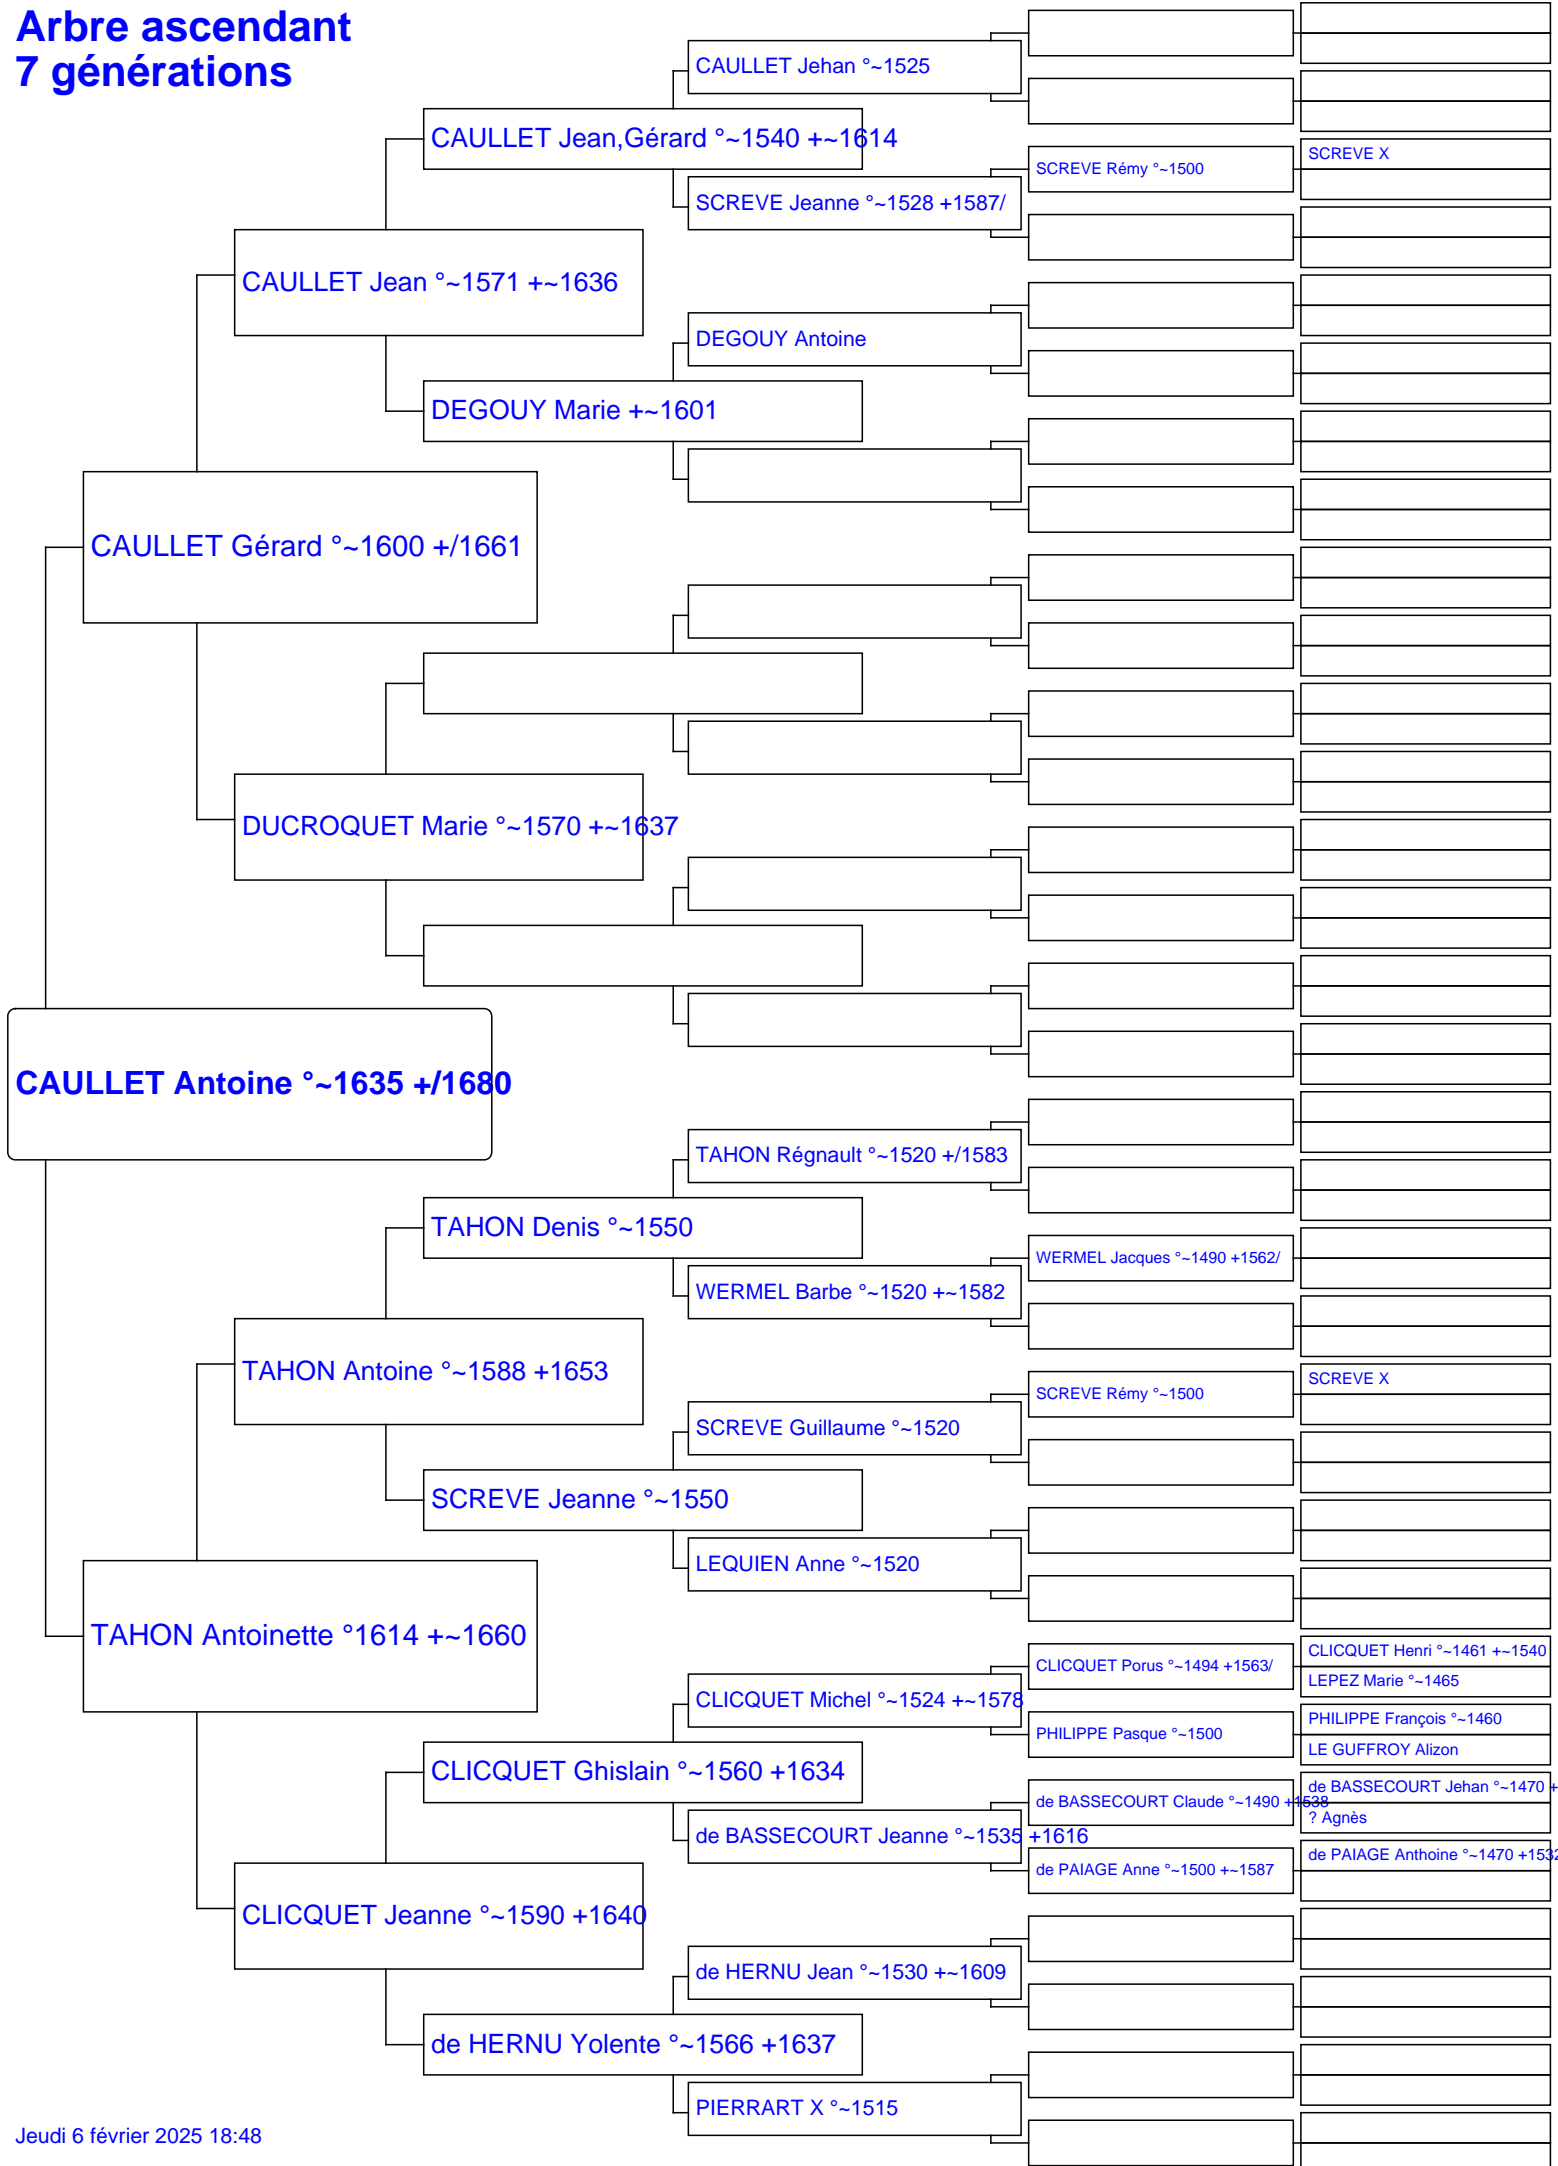 Arbre ascendant
7 générations
CAULLET Jehan °~1525
CAULLET Jean,Gérard °~1540 +~1614
SCREVE Rémy °~1500
SCREVE X
SCREVE Jeanne °~1528 +1587/
CAULLET Jean °~1571 +~1636
DEGOUY Antoine
DEGOUY Marie +~1601
CAULLET Gérard °~1600 +/1661
DUCROQUET Marie °~1570 +~1637
CAULLET Antoine °~1635 +/1680
TAHON Régnault °~1520 +/1583
TAHON Denis °~1550
WERMEL Jacques °~1490 +1562/
WERMEL Barbe °~1520 +~1582
TAHON Antoine °~1588 +1653
SCREVE Rémy °~1500
SCREVE X
SCREVE Guillaume °~1520
SCREVE Jeanne °~1550
LEQUIEN Anne °~1520
TAHON Antoinette °1614 +~1660
CLICQUET Porus °~1494 +1563/
CLICQUET Henri °~1461 +~1540
LEPEZ Marie °~1465
CLICQUET Michel °~1524 +~1578
PHILIPPE Pasque °~1500
PHILIPPE François °~1460
LE GUFFROY Alizon
CLICQUET Ghislain °~1560 +1634
de BASSECOURT Claude °~1490 +1538
de BASSECOURT Jehan °~1470 +
? Agnès
de BASSECOURT Jeanne °~1535 +1616
de PAIAGE Anne °~1500 +~1587
de PAIAGE Anthoine °~1470 +1532
CLICQUET Jeanne °~1590 +1640
de HERNU Jean °~1530 +~1609
de HERNU Yolente °~1566 +1637
PIERRART X °~1515
Jeudi 6 février 2025 18:48